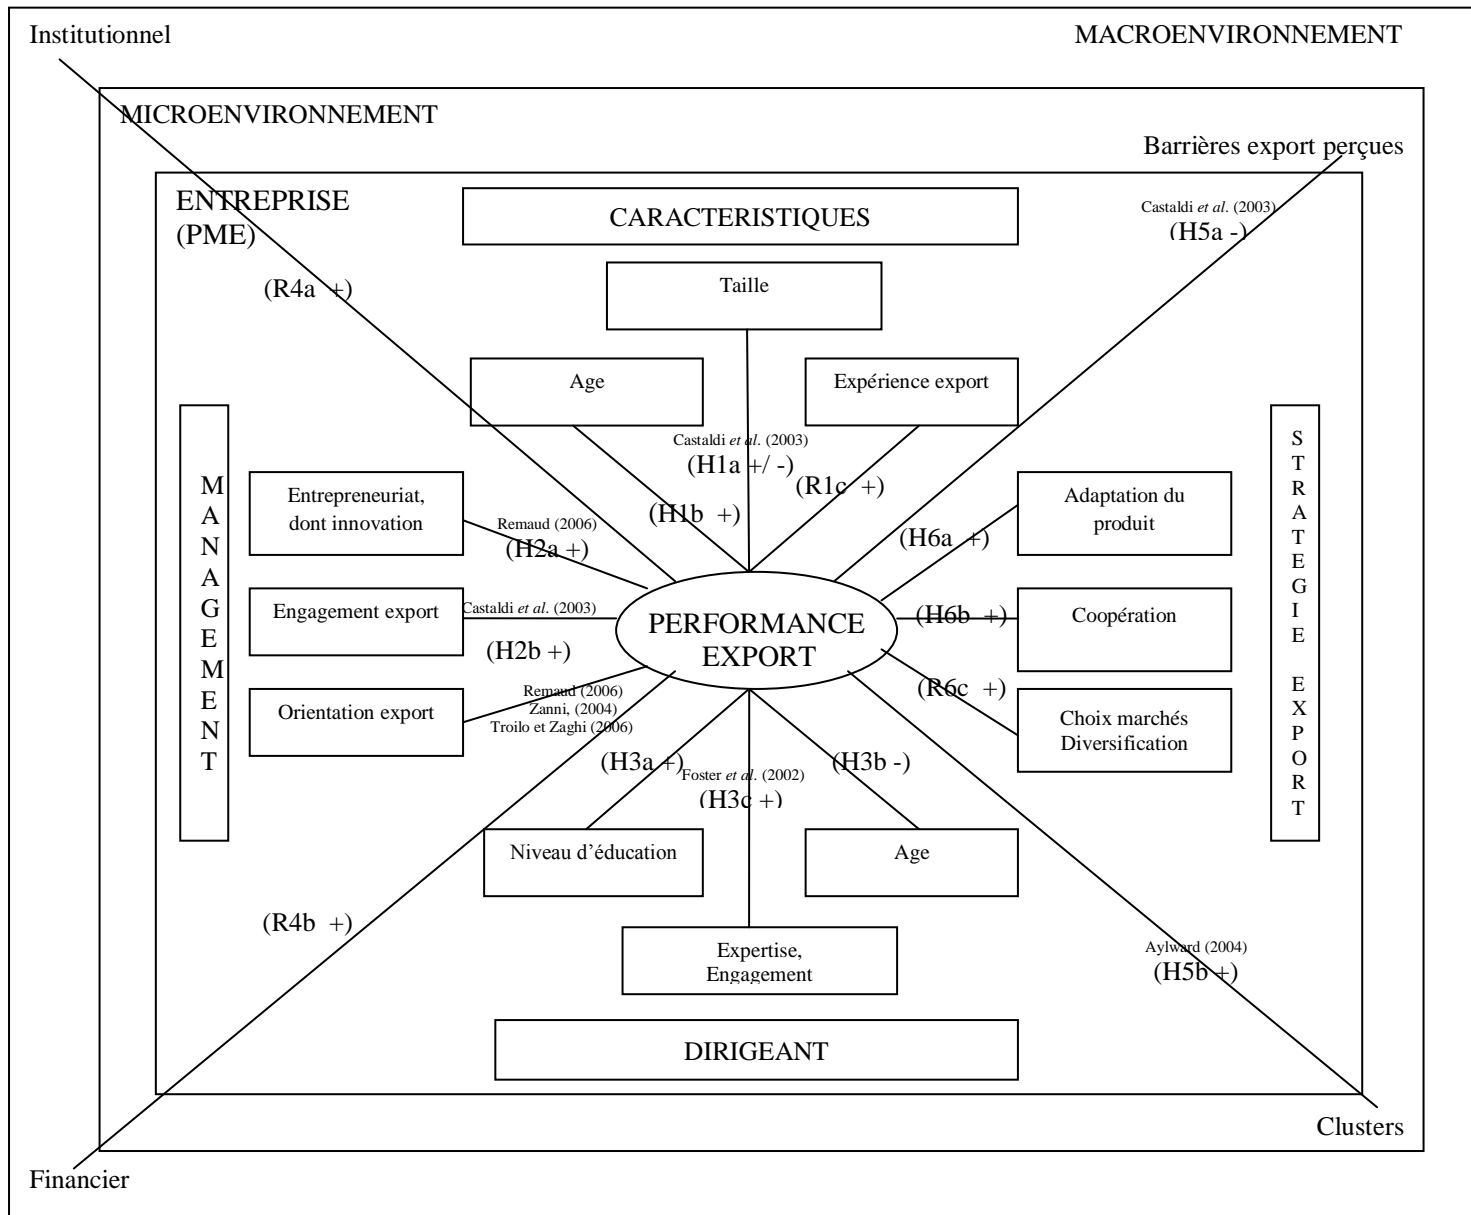 Institutionnel
MACROENVIRONNEMENT
MICROENVIRONNEMENT
Barrières export perçues
ENTREPRISE
(PME)
CARACTERISTIQUES
Castaldi et al. (2003)
(H5a -)
(R4a +)
Taille
Age
Expérience export
Castaldi et al. (2003)
(H1a +/ -)
(R1c +)
(H1b +)
MANAGEMENT
STRATEGIE EXPORT
Entrepreneuriat,
dont innovation
Remaud (2006)
(H2a +)
(H6a +)
Adaptation du
produit
Engagement export
Castaldi et al. (2003)
(H2b +)
PERFORMANCE
EXPORT
(H6b +)
Coopération
Orientation export
Remaud (2006)
Zanni, (2004)
Troilo et Zaghi (2006)
(R6c +)
Choix marchés
Diversification
(H3a +)
Foster et al. (2002)
(H3c +)
(H3b -)
Niveau d’éducation
Age
(R4b +)
Expertise,
Engagement
Aylward (2004)
(H5b +)
DIRIGEANT
Clusters
Financier